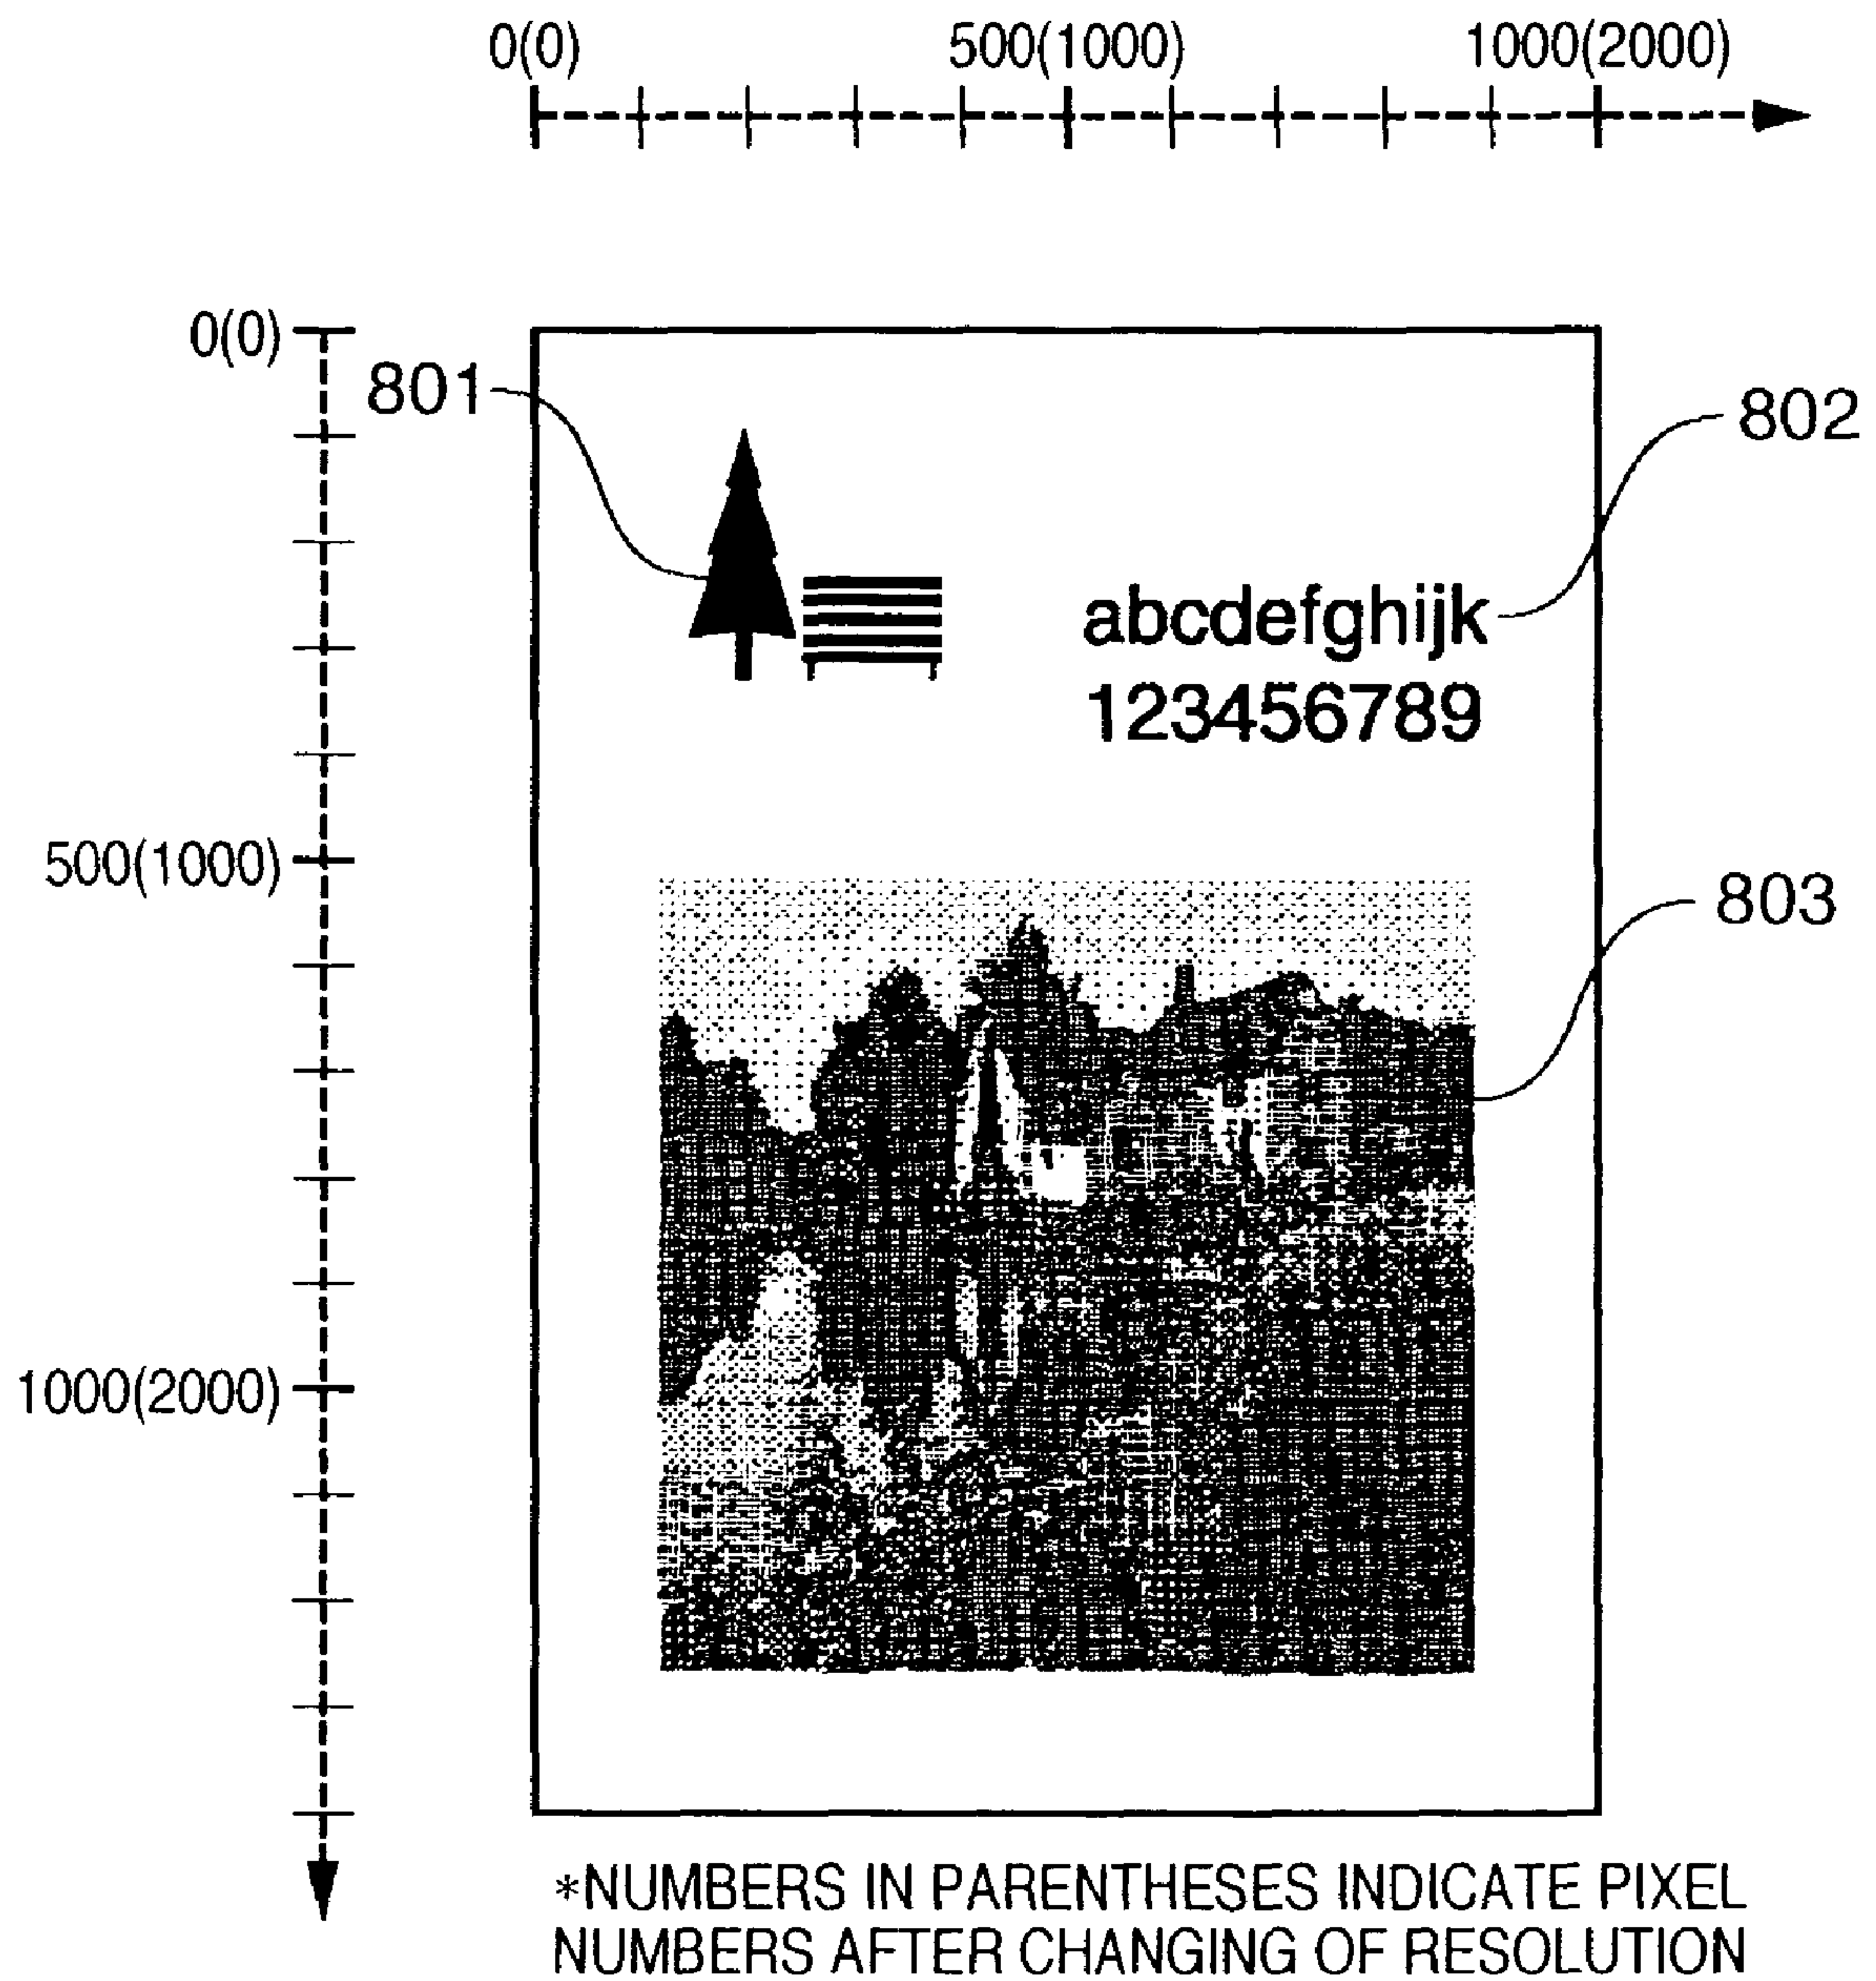 0(0) 500(1000) 1000(2000)
0(0)
801
802
abcdefghijk
123456789
500(1000)
803
1000(2000)
*NUMBERS IN PARENTHESES INDICATE PIXEL
NUMBERS AFTER CHANGING OF RESOLUTION